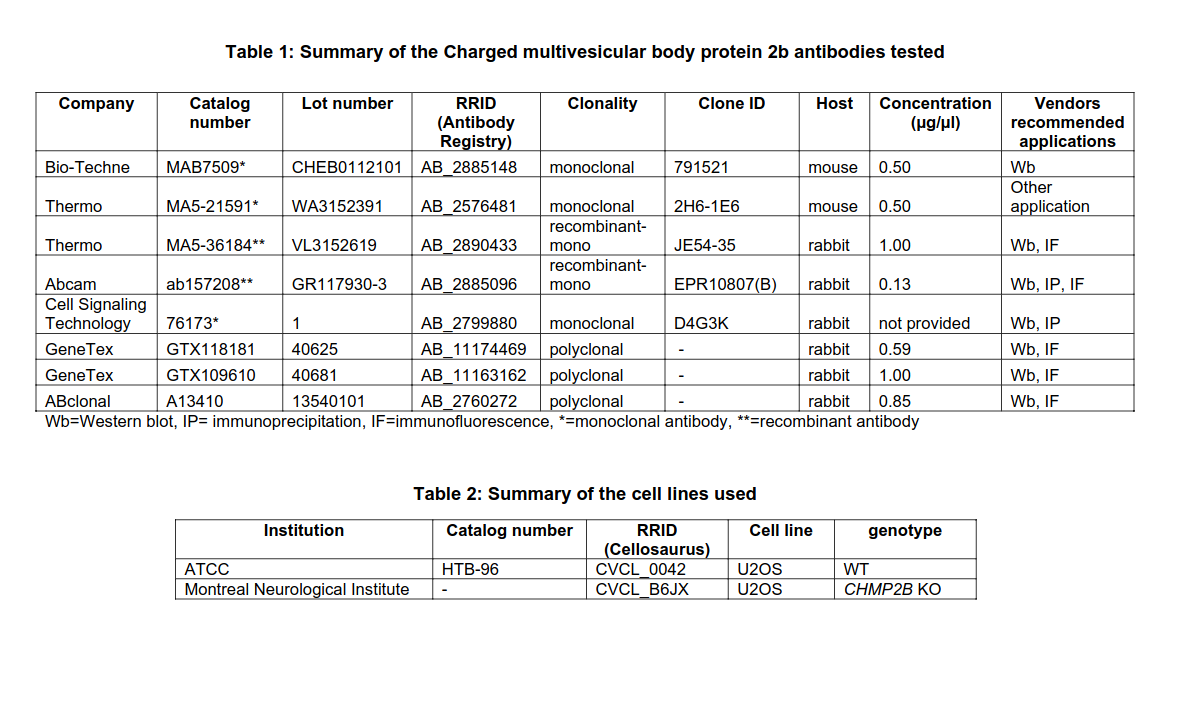 Table 1: Summary of the Charged multivesicular body protein 2b antibodies tested
Company Catalog number Lot number RRID (Antibody Registry) Clonality Clone ID Host Concentration (µg/µl) Vendors recommended applications
Bio-Techne MAB7509* CHEB0112101 AB_2885148 monoclonal 791521 mouse 0.50 Wb
Thermo MA5-21591* WA3152391 AB_2576481 monoclonal 2H6-1E6 mouse 0.50 Other application
Thermo MA5-36184** VL3152619 AB_2890433 recombinant-mono JE54-35 rabbit 1.00 Wb, IF
Abcam ab157208** GR117930-3 AB_2885096 recombinant-mono EPR10807(B) rabbit 0.13 Wb, IP, IF
Cell Signaling Technology 76173* 1 AB_2799880 monoclonal D4G3K rabbit not provided Wb, IP
GeneTex GTX118181 40625 AB_11174469 polyclonal - rabbit 0.59 Wb, IF
GeneTex GTX109610 40681 AB_11163162 polyclonal - rabbit 1.00 Wb, IF
ABclonal A13410 13540101 AB_2760272 polyclonal - rabbit 0.85 Wb, IF
Wb=Western blot, IP= immunoprecipitation, IF=immunofluorescence, *=monoclonal antibody, **=recombinant antibody
Table 2: Summary of the cell lines used
Institution Catalog number RRID (Cellosaurus) Cell line genotype
ATCC HTB-96 CVCL_0042 U2OS WT
Montreal Neurological Institute - CVCL_B6JX U2OS CHMP2B KO